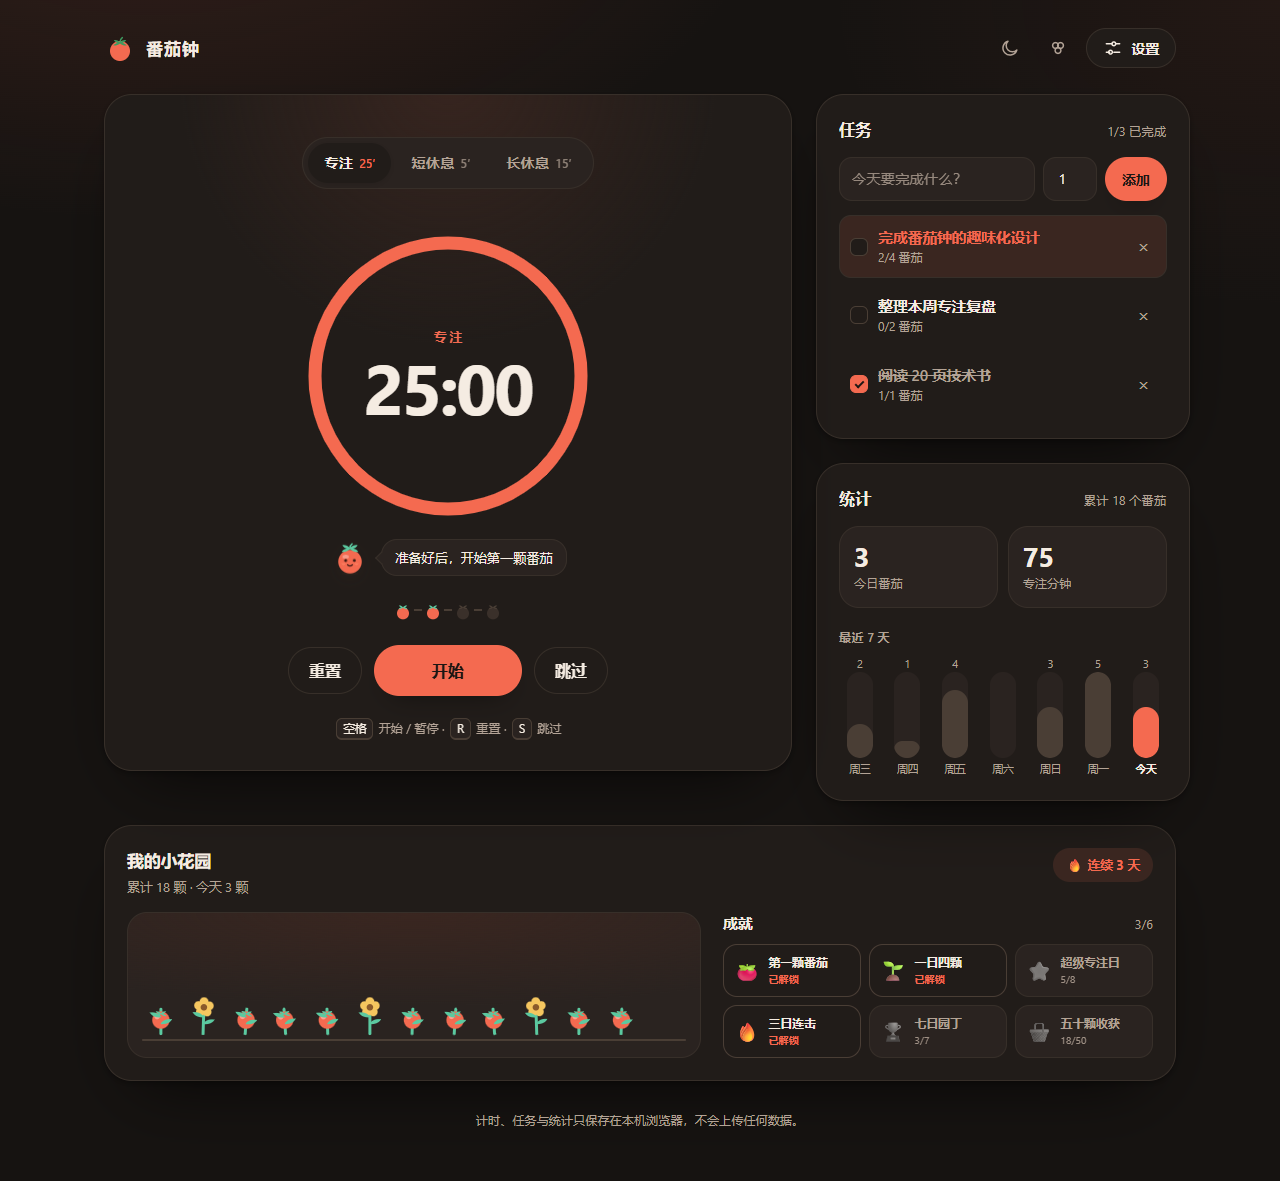 番茄钟
设置
专注 25'
短休息 5'
长休息 15'
专注
25:00
准备好后，开始第一颗番茄
重置
开始
跳过
空格 开始 / 暂停 · R 重置 · S 跳过
任务
1/3 已完成
今天要完成什么？
1
添加
完成番茄钟的趣味化设计
2/4 番茄
×
整理本周专注复盘
0/2 番茄
×
阅读 20 页技术书
1/1 番茄
×
统计
累计 18 个番茄
3
今日番茄
75
专注分钟
最近 7 天
2 1 4 3 5 3
周三 周四 周五 周六 周日 周一 今天
我的小花园
累计 18 颗 · 今天 3 颗
连续 3 天
成就
3/6
第一颗番茄
已解锁
一日四颗
已解锁
超级专注日
5/8
三日连击
已解锁
七日园丁
3/7
五十颗收获
18/50
计时、任务与统计只保存在本机浏览器，不会上传任何数据。